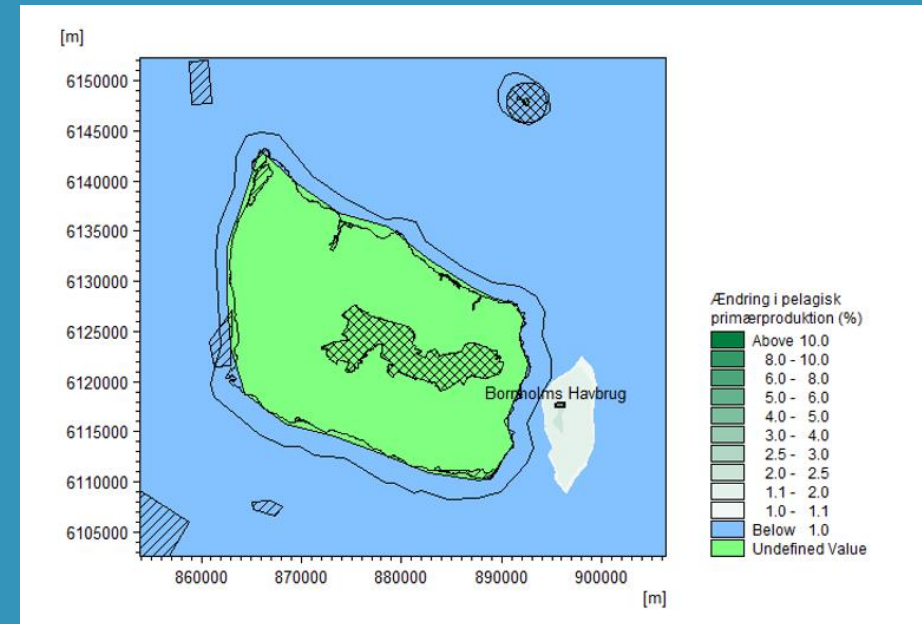 [m]
6150000
6145000
6140000
6135000
6130000
6125000
6120000
6115000
6110000
6105000
860000 870000 880000 890000 900000
[m]
Bornholms Havbrug
Ændring i pelagisk
primærproduktion (%)
Above 10.0
8.0 - 10.0
6.0 - 8.0
5.0 - 6.0
4.0 - 5.0
3.0 - 4.0
2.5 - 3.0
2.0 - 2.5
1.1 - 2.0
1.0 - 1.1
Below 1.0
Undefined Value